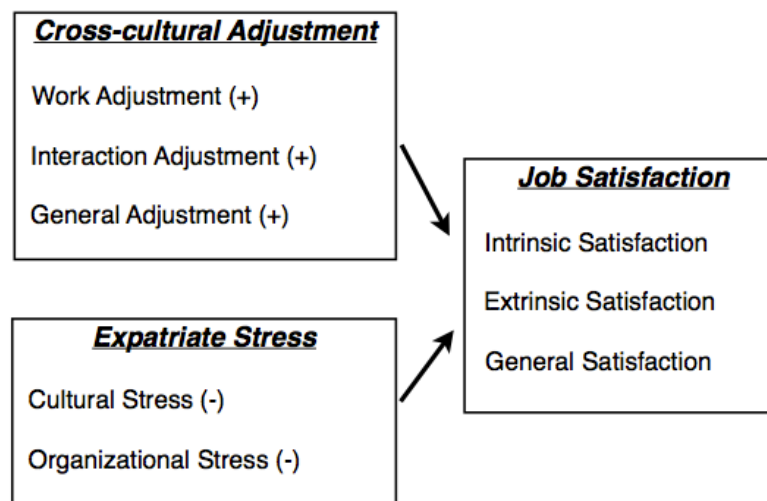 Cross-cultural Adjustment
Work Adjustment (+)
Interaction Adjustment (+)
General Adjustment (+)
Expatriate Stress
Cultural Stress (-)
Organizational Stress (-)
Job Satisfaction
Intrinsic Satisfaction
Extrinsic Satisfaction
General Satisfaction